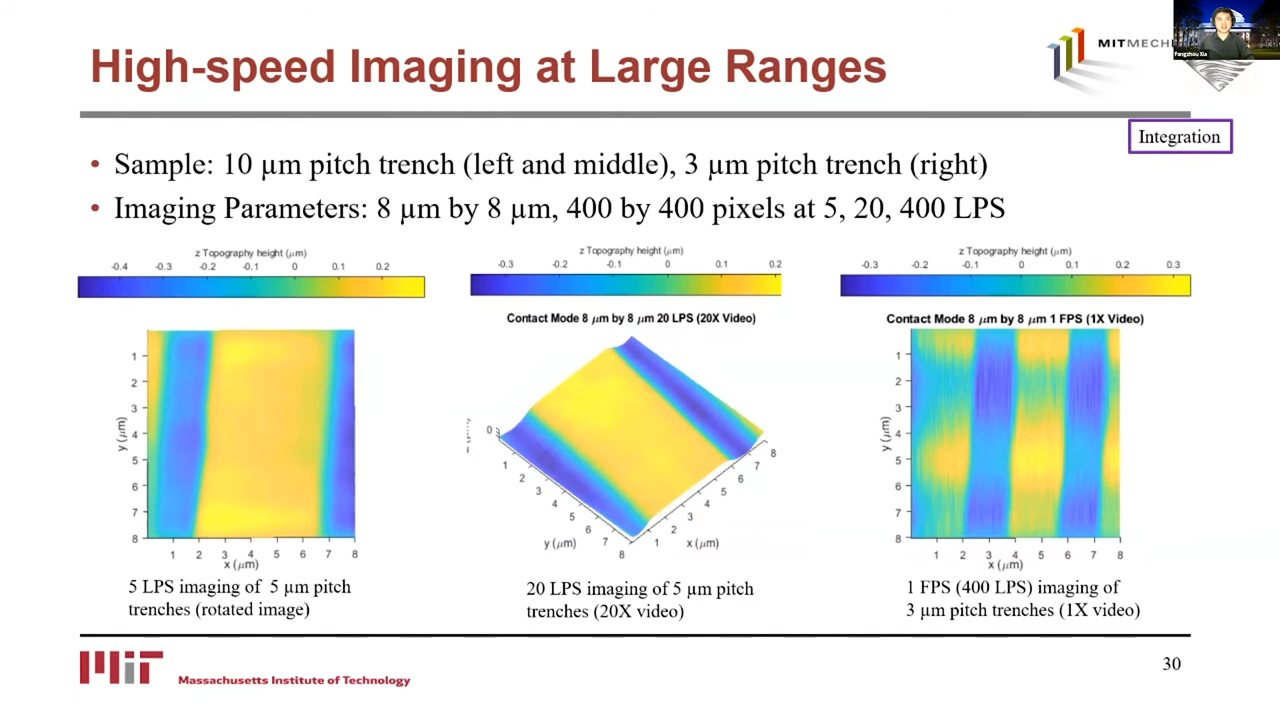 High-speed Imaging at Large Ranges
MITMECH
Fangzhou Xia
Integration
• Sample: 10 µm pitch trench (left and middle), 3 µm pitch trench (right)
• Imaging Parameters: 8 µm by 8 µm, 400 by 400 pixels at 5, 20, 400 LPS
z Topography height (µm)
-0.4 -0.3 -0.2 -0.1 0 0.1 0.2
y (µm)
1
2
3
4
5
6
7
8
1 2 3 4 5 6 7 8
x (µm)
5 LPS imaging of 5 µm pitch
trenches (rotated image)
z Topography height (µm)
-0.3 -0.2 -0.1 0 0.1 0.2
Contact Mode 8 µm by 8 µm 20 LPS (20X Video)
0
1 2 3 4 5 6 7 8
y (µm)
1 2 3 4 5 6 7 8
x (µm)
20 LPS imaging of 5 µm pitch
trenches (20X video)
z Topography height (µm)
-0.3 -0.2 -0.1 0 0.1 0.2 0.3
Contact Mode 8 µm by 8 µm 1 FPS (1X Video)
y (µm)
1
2
3
4
5
6
7
8
1 2 3 4 5 6 7 8
x (µm)
1 FPS (400 LPS) imaging of
3 µm pitch trenches (1X video)
MIT
Massachusetts Institute of Technology
30